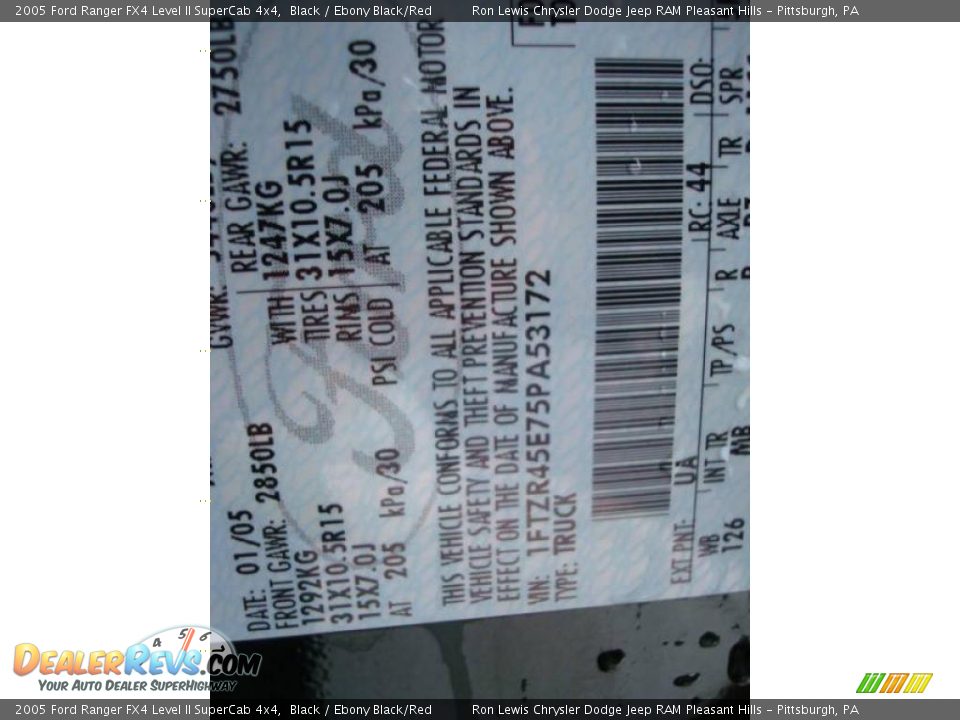 2005 Ford Ranger FX4 Level II SuperCab 4x4, Black / Ebony Black/Red Ron Lewis Chrysler Dodge Jeep RAM Pleasant Hills - Pittsburgh, PA
DATE: 01/05 GVWR:
FRONT GAWR: 2850LB REAR GAWR: 2750LB
1292KG WITH 1247KG
31X10.5R15 TIRES 31X10.5R15
15X7.0J RIMS 15X7.0J
AT 205 kPa/30 PSI COLD AT 205 kPa/30
THIS VEHICLE CONFORMS TO ALL APPLICABLE FEDERAL MOTOR
VEHICLE SAFETY AND THEFT PREVENTION STANDARDS IN
EFFECT ON THE DATE OF MANUFACTURE SHOWN ABOVE.
VIN: 1FTZR45E75PA53172
TYPE: TRUCK
EXT PNT: UA RC: 44 DSO:
WB INT TR TP/PS R AXLE TR SPR
126 MB
DEALERREVS.COM
YOUR AUTO DEALER SUPERHIGHWAY
4 5 6
2005 Ford Ranger FX4 Level II SuperCab 4x4, Black / Ebony Black/Red Ron Lewis Chrysler Dodge Jeep RAM Pleasant Hills - Pittsburgh, PA